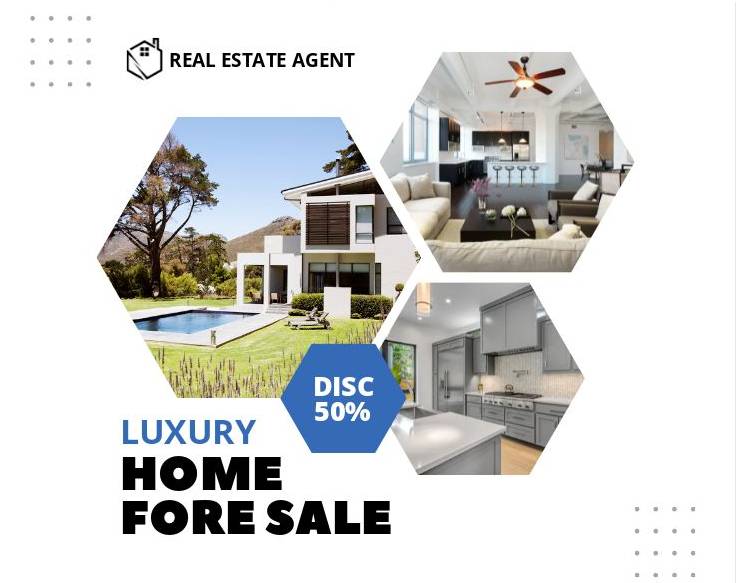 REAL ESTATE AGENT
DISC
50%
LUXURY
HOME
FORE SALE